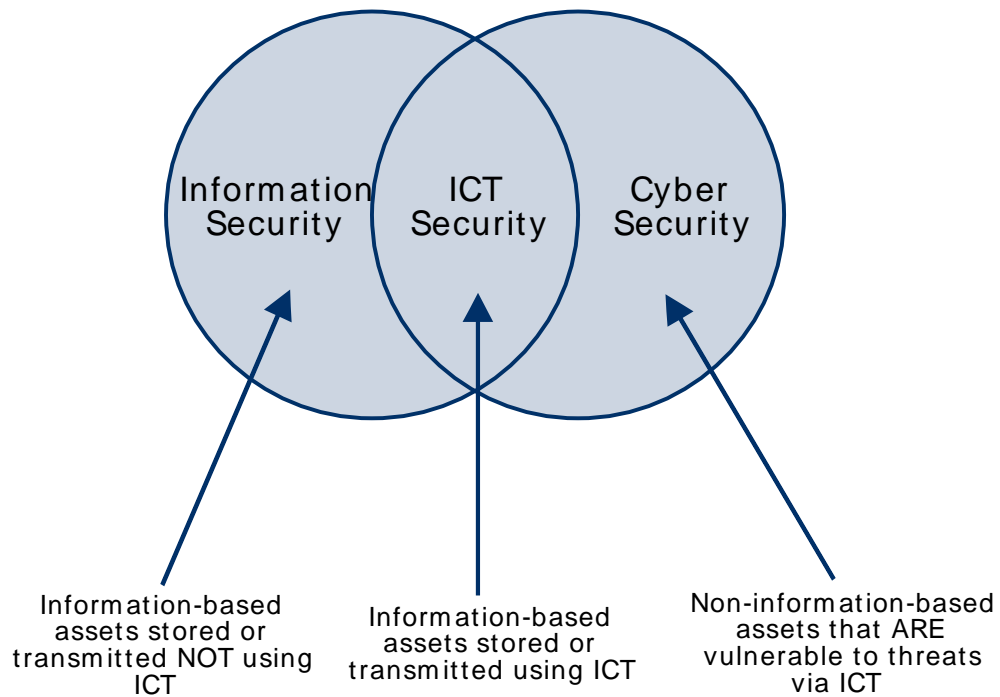 Information
Security
ICT
Security
Cyber
Security
Information-based
assets stored or
transmitted NOT using
ICT
Information-based
assets stored or
transmitted using ICT
Non-information-based
assets that ARE
vulnerable to threats
via ICT